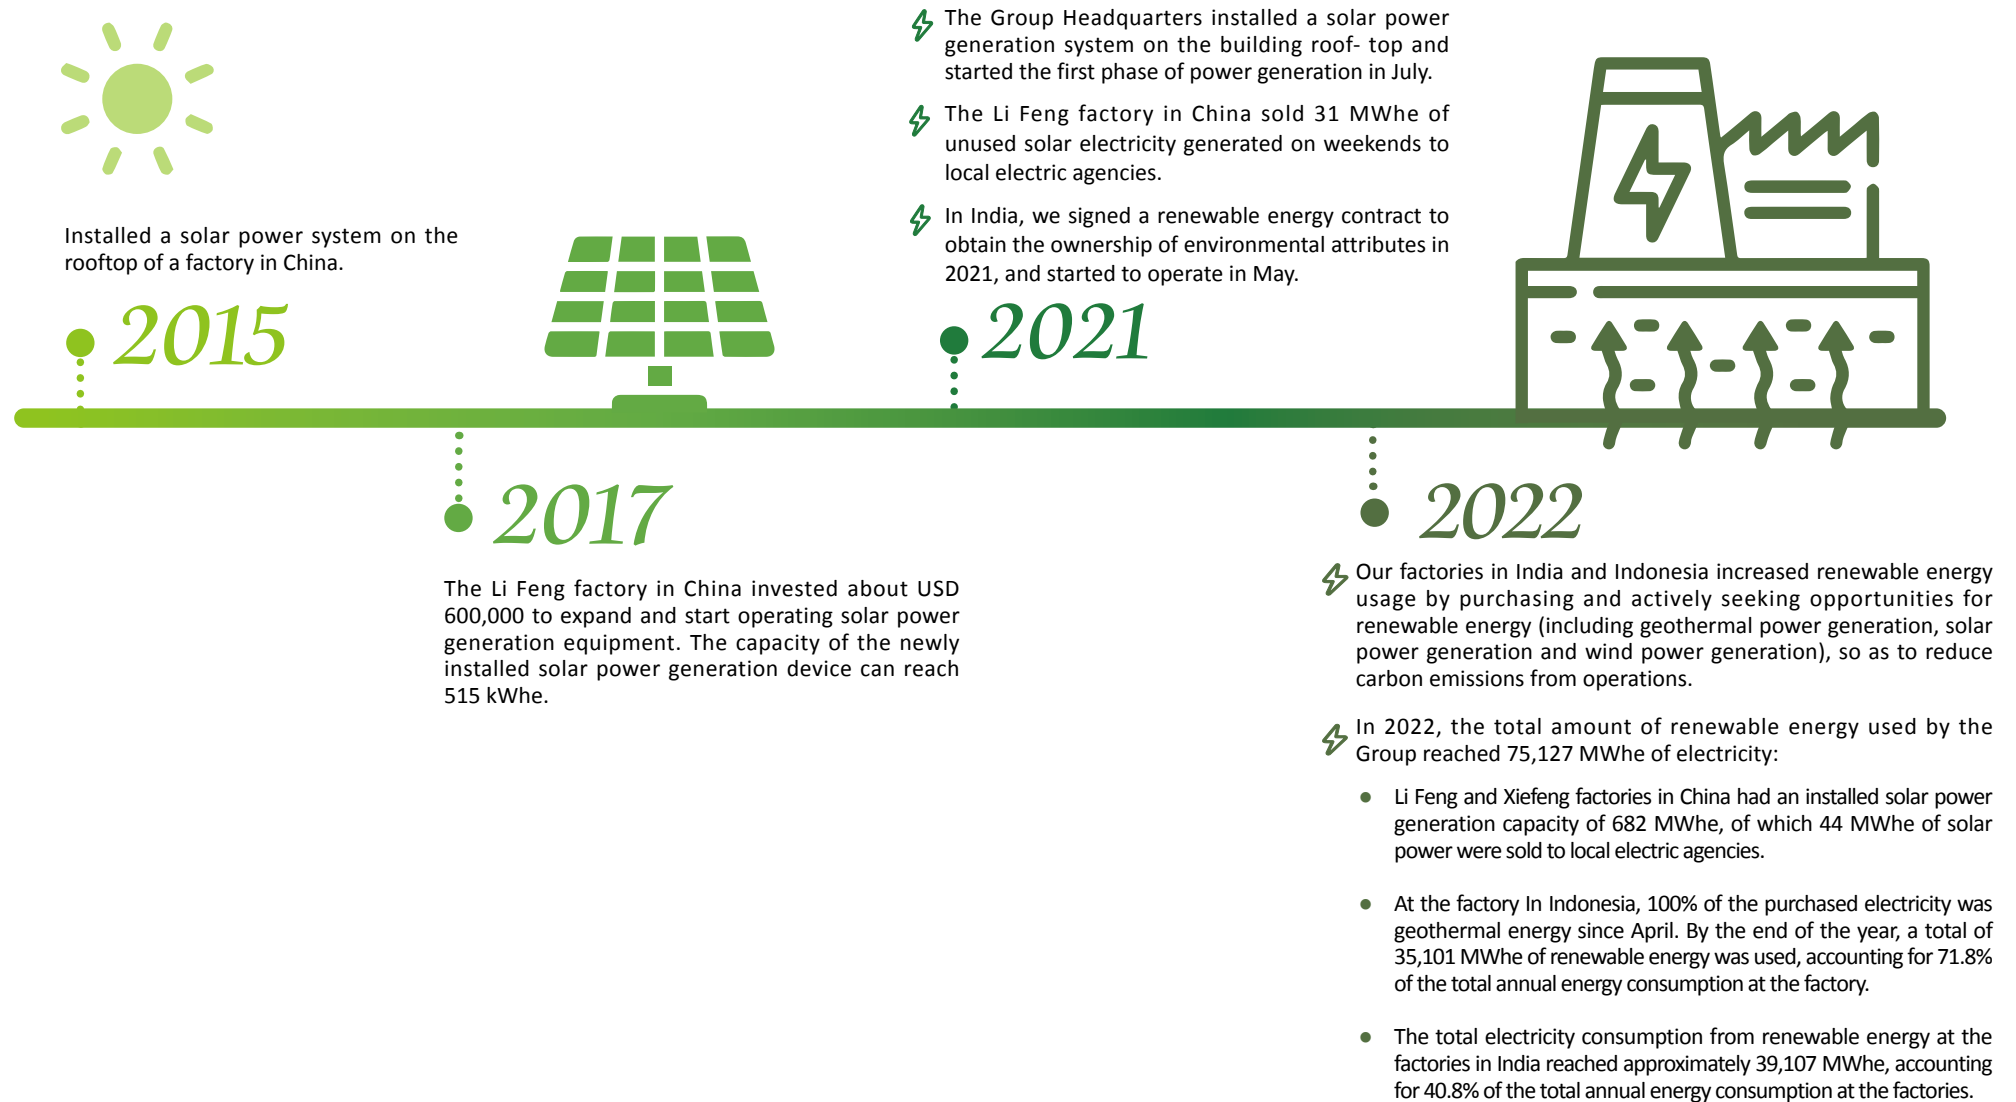 Installed a solar power system on the
rooftop of a factory in China.
2015
The Li Feng factory in China invested about USD
600,000 to expand and start operating solar power
generation equipment. The capacity of the newly
installed solar power generation device can reach
515 kWhe.
2017
The Group Headquarters installed a solar power
generation system on the building roof- top and
started the first phase of power generation in July.
The Li Feng factory in China sold 31 MWhe of
unused solar electricity generated on weekends to
local electric agencies.
In India, we signed a renewable energy contract to
obtain the ownership of environmental attributes in
2021, and started to operate in May.
2021
2022
Our factories in India and Indonesia increased renewable energy
usage by purchasing and actively seeking opportunities for
renewable energy (including geothermal power generation, solar
power generation and wind power generation), so as to reduce
carbon emissions from operations.
In 2022, the total amount of renewable energy used by the
Group reached 75,127 MWhe of electricity:
Li Feng and Xiefeng factories in China had an installed solar power
generation capacity of 682 MWhe, of which 44 MWhe of solar
power were sold to local electric agencies.
At the factory In Indonesia, 100% of the purchased electricity was
geothermal energy since April. By the end of the year, a total of
35,101 MWhe of renewable energy was used, accounting for 71.8%
of the total annual energy consumption at the factory.
The total electricity consumption from renewable energy at the
factories in India reached approximately 39,107 MWhe, accounting
for 40.8% of the total annual energy consumption at the factories.